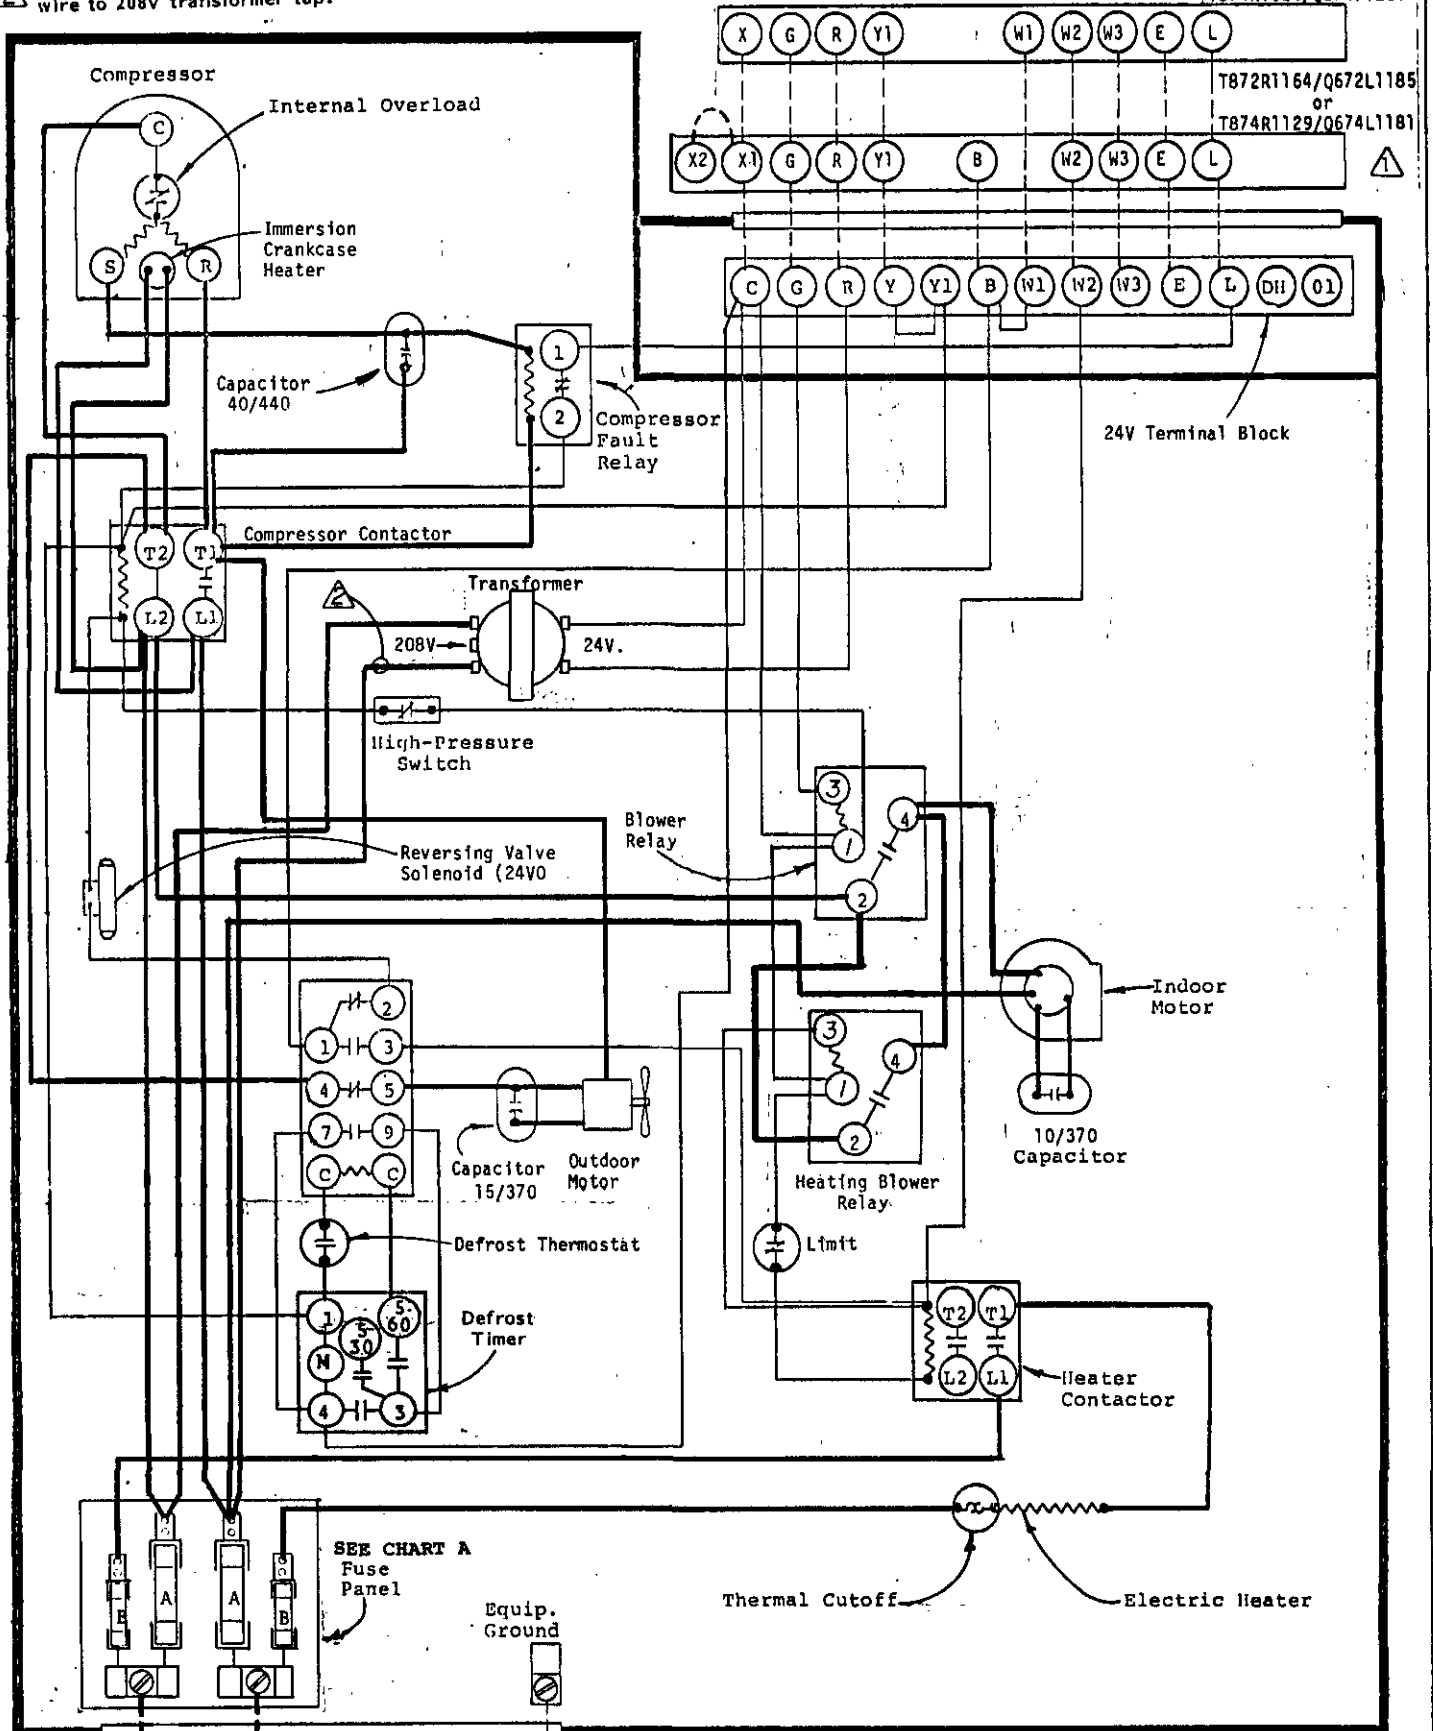 wire to 208V transformer tap.
X G R Y1 W1 W2 W3 E L
T872R1164/Q672L1185
or
T874R1129/Q674L1181
X2 X1 G R Y1 B W2 W3 E L
1
C G R Y Y1 B W1 W2 W3 E L DH O1
24V Terminal Block
Compressor
Internal Overload
C
Immersion
Crankcase
Heater
S R
Capacitor
40/440
1
2
Compressor
Fault
Relay
Compressor Contactor
T2 T1
L2 L1
2
Transformer
208V
24V.
High-Pressure
Switch
Reversing Valve
Solenoid (24VO
Blower
Relay
3
4
1
2
Indoor
Motor
10/370
Capacitor
3
4
1
2
Heating Blower
Relay
2
1 3
4 5
7 9
C C
Capacitor
15/370
Outdoor
Motor
Defrost Thermostat
Limit
1
5-
30
5-
60
M
4 3
Defrost
Timer
T2 T1
L2 L1
Heater
Contactor
SEE CHART A
Fuse
Panel
B A A B
Equip.
Ground
Thermal Cutoff
Electric Heater